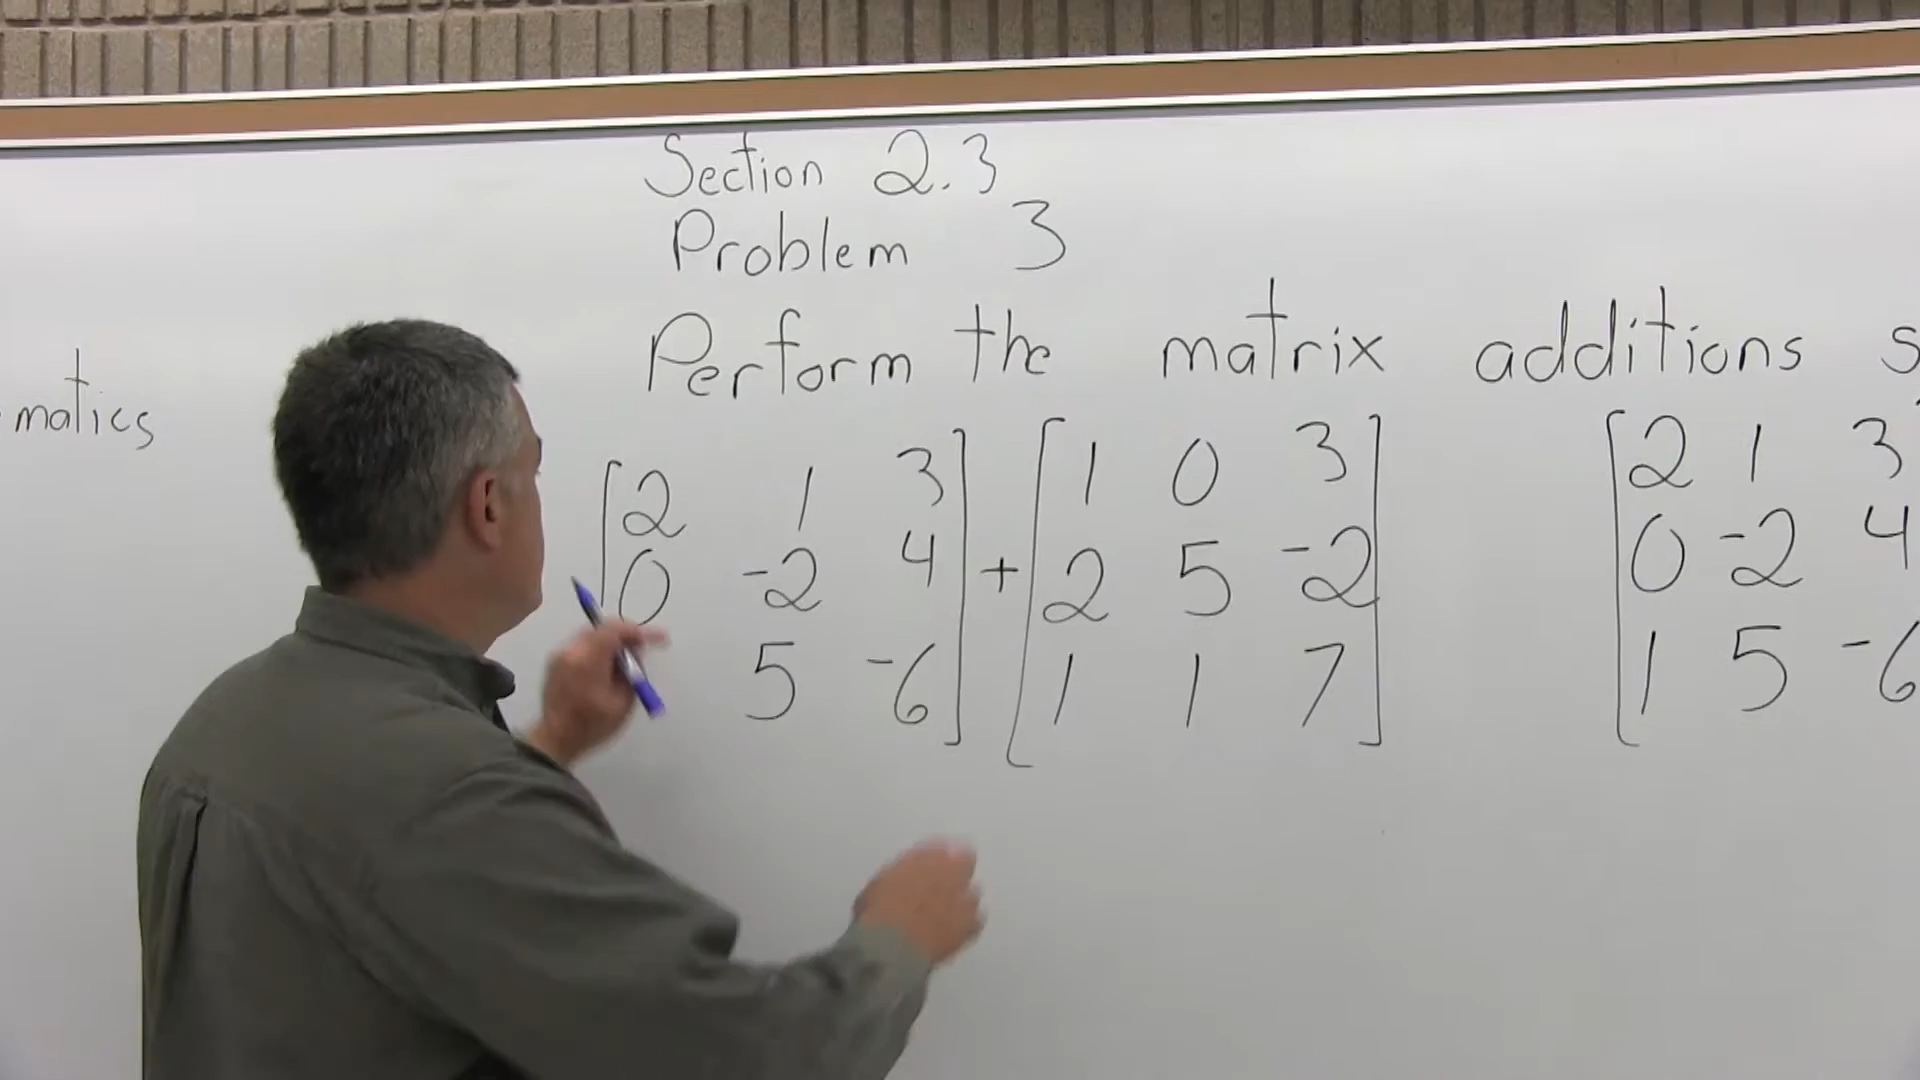 Section 2.3
Problem 3
Perform the matrix additions
matics
2 1 3 1 0 3 2 1 3
0 -2 4 + 2 5 -2 0 -2 4
5 -6 1 1 7 1 5 -6